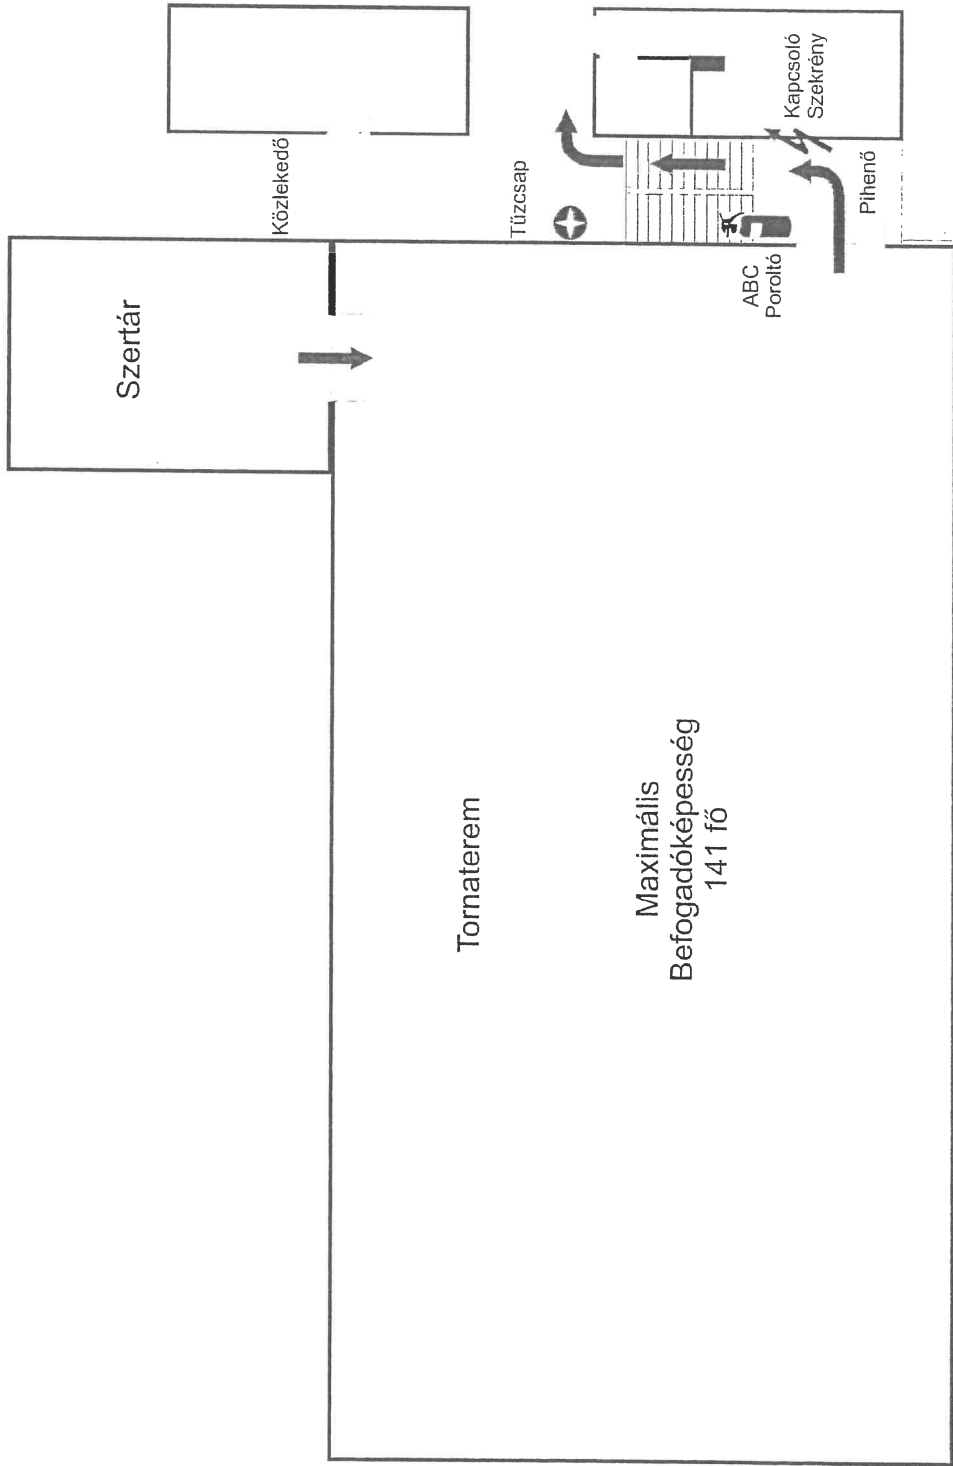 Szertár
Közlekedő
Tűzcsap
Kapcsoló
Szekrény
ABC
Poroltó
Pihenő
Tornaterem
Maximális
Befogadóképesség
141 fő